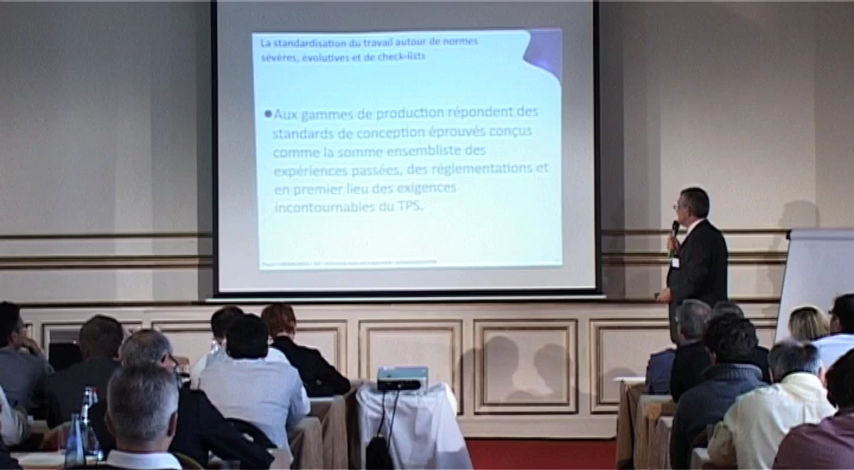 La standardisation du travail autour de normes
sévères, évolutives et de check-lists
●Aux gammes de production répondent des
standards de conception éprouvés conçus
comme la somme ensembliste des
expériences passées, des réglementations et
en premier lieu des exigences
incontournables du TPS.